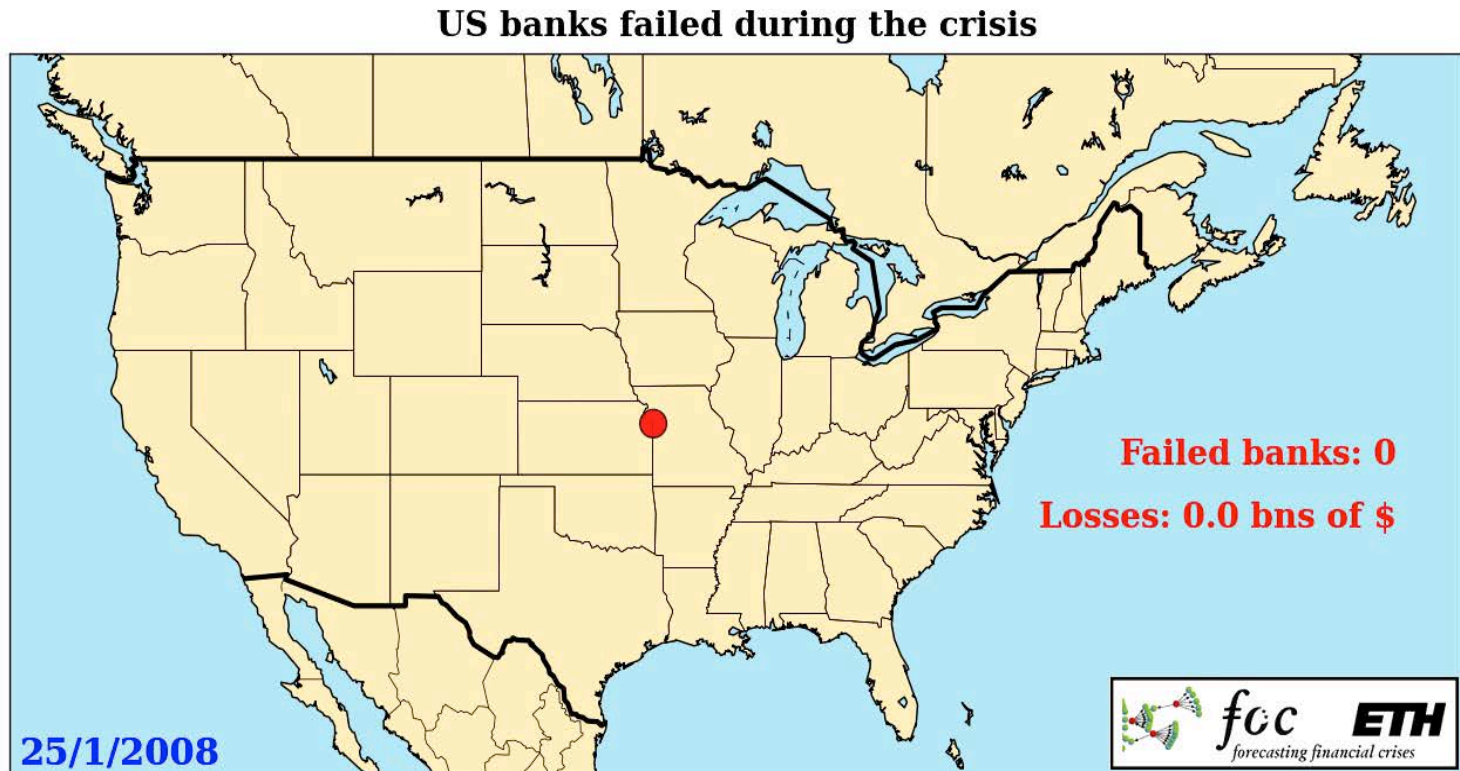 US banks failed during the crisis
Failed banks: 0
Losses: 0.0 bns of $
25/1/2008
foc
ETH
forecasting financial crises